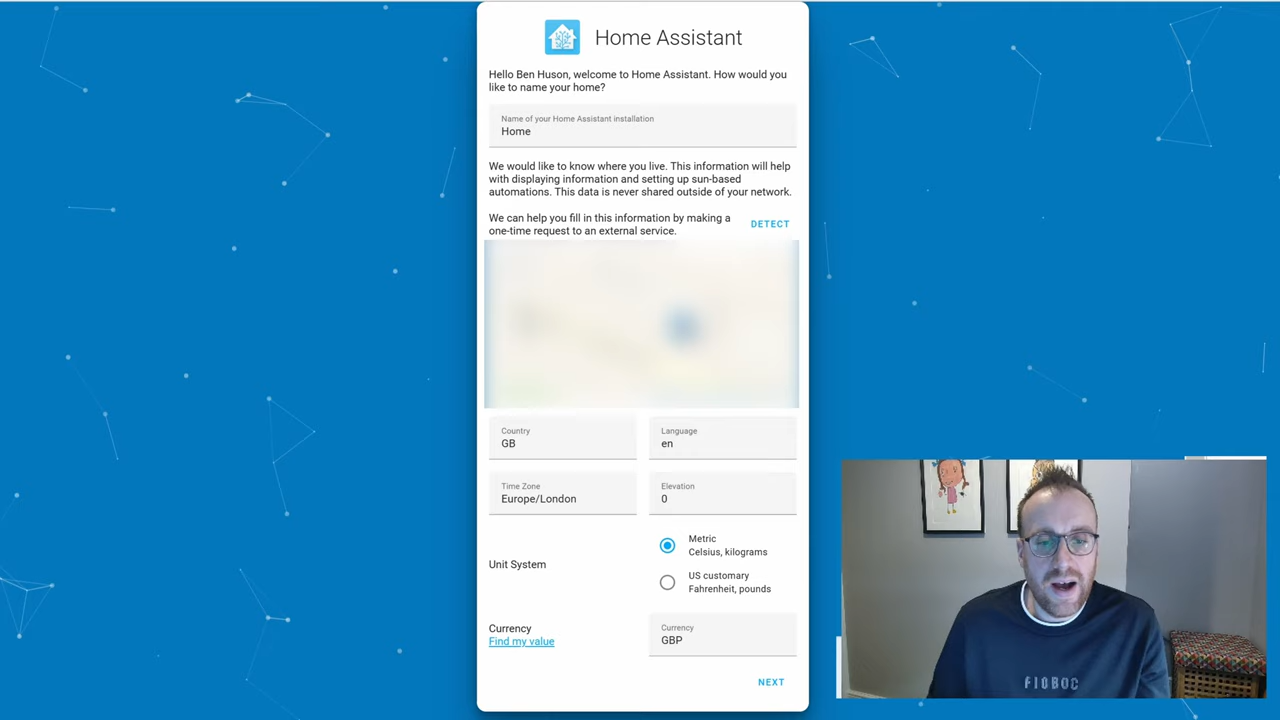 Home Assistant
Hello Ben Huson, welcome to Home Assistant. How would you
like to name your home?
Name of your Home Assistant installation
Home
We would like to know where you live. This information will help
with displaying information and setting up sun-based
automations. This data is never shared outside of your network.
We can help you fill in this information by making a
one-time request to an external service.
DETECT
Country
GB
Language
en
Time Zone
Europe/London
Elevation
0
Unit System
Metric
Celsius, kilograms
US customary
Fahrenheit, pounds
Currency
Find my value
Currency
GBP
NEXT